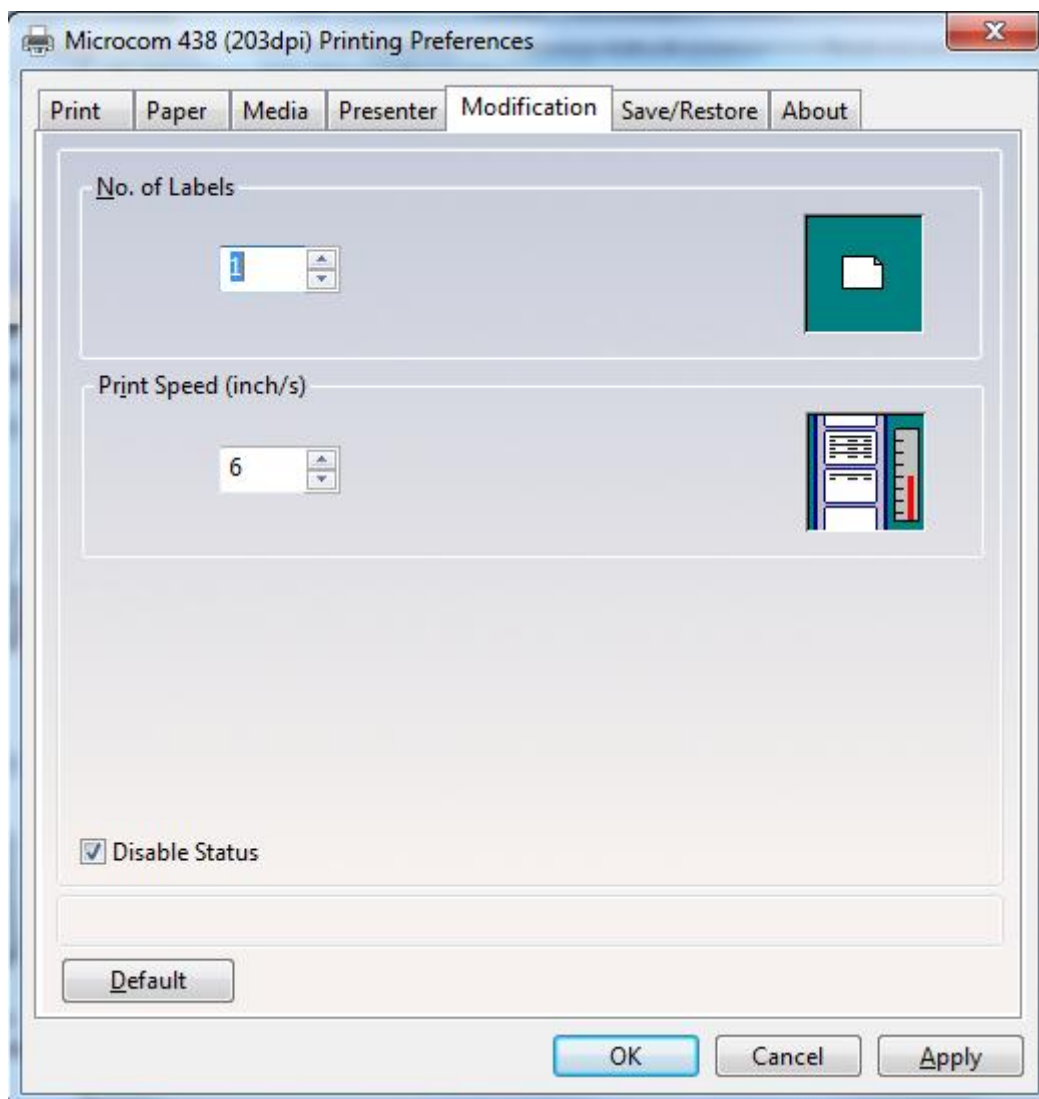 Microcom 438 (203dpi) Printing Preferences
Print Paper Media Presenter Modification Save/Restore About
No. of Labels
1
Print Speed (inch/s)
6
Disable Status
Default
OK Cancel Apply